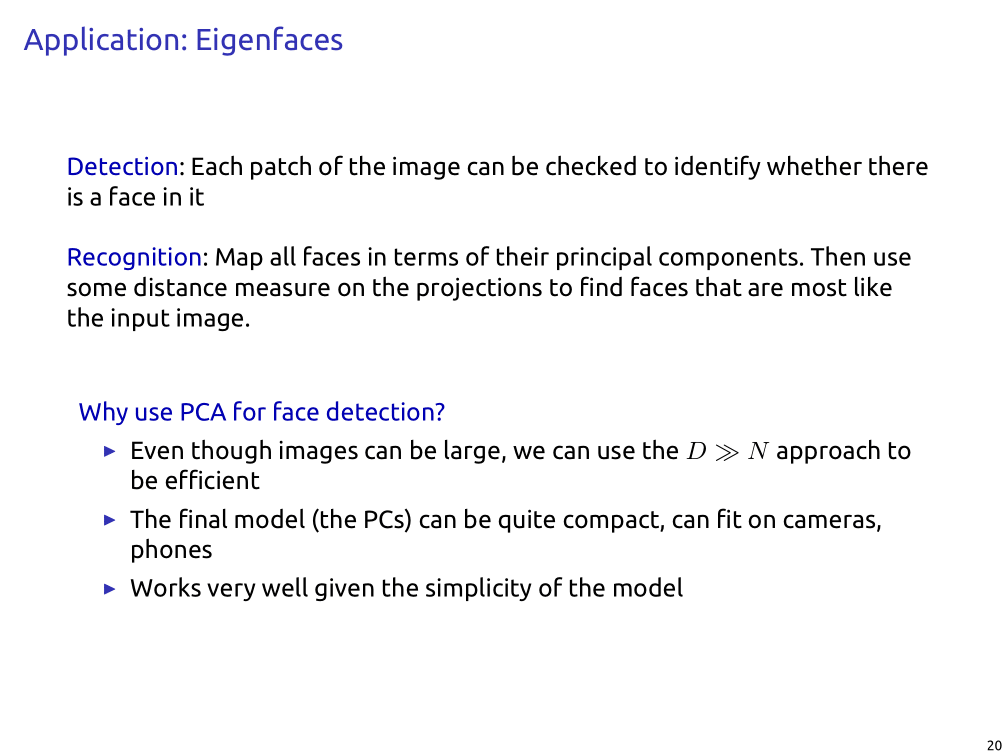 Application: Eigenfaces
Detection: Each patch of the image can be checked to identify whether there
is a face in it
Recognition: Map all faces in terms of their principal components. Then use
some distance measure on the projections to find faces that are most like
the input image.
Why use PCA for face detection?
▶ Even though images can be large, we can use the D ≫ N approach to
be efficient
▶ The final model (the PCs) can be quite compact, can fit on cameras,
phones
▶ Works very well given the simplicity of the model
20